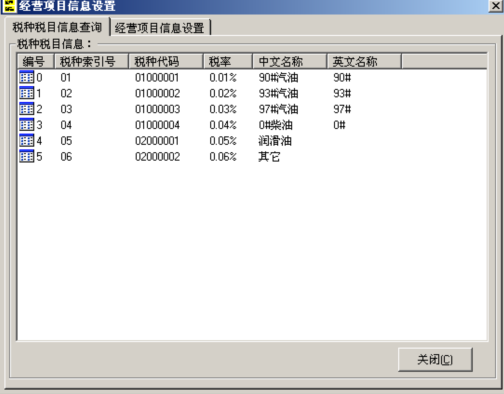 经营项目信息设置
税种税目信息查询 经营项目信息设置
税种税目信息：
编号 税种索引号 税种代码 税率 中文名称 英文名称
0 01 01000001 0.01% 90#汽油 90#
1 02 01000002 0.02% 93#汽油 93#
2 03 01000003 0.03% 97#汽油 97#
3 04 01000004 0.04% 0#柴油 0#
4 05 02000001 0.05% 润滑油
5 06 02000002 0.06% 其它
关闭(C)